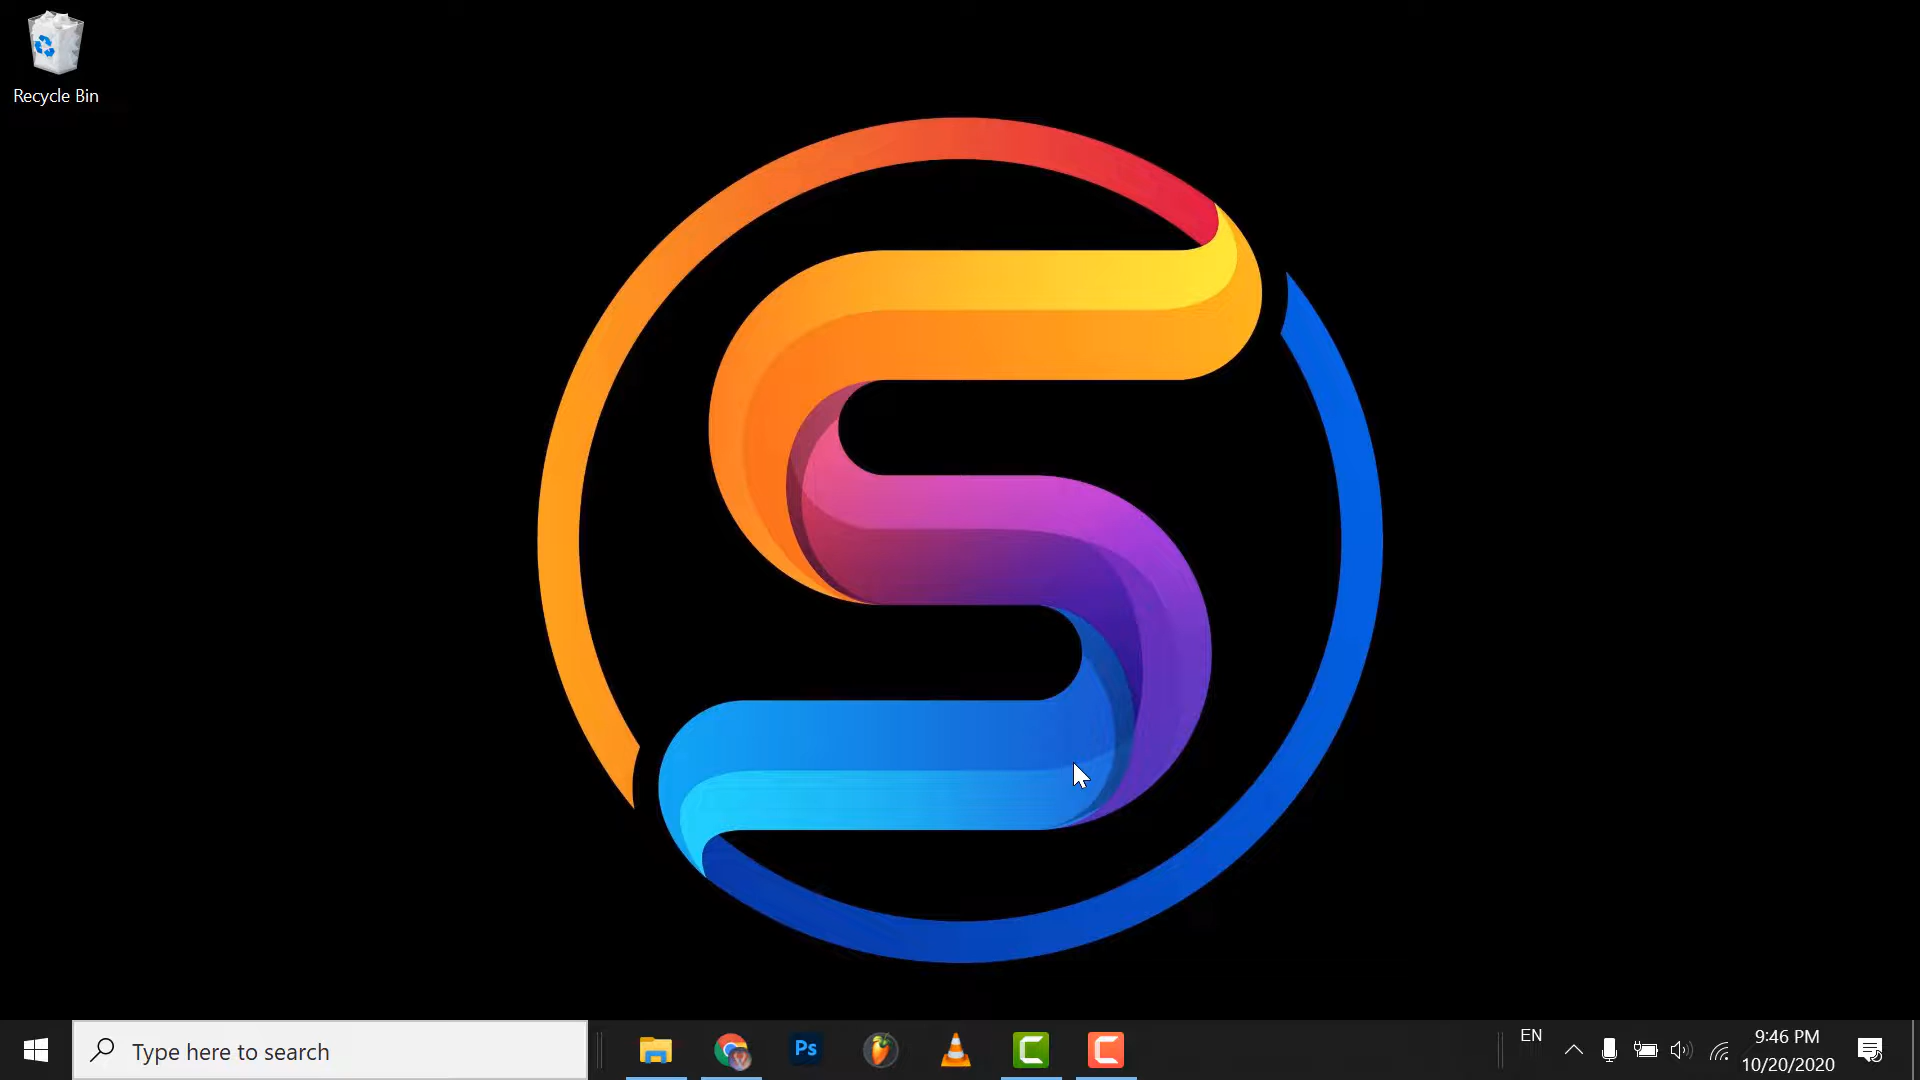 Recycle Bin
S
Type here to search
Ps
EN
9:46 PM
10/20/2020